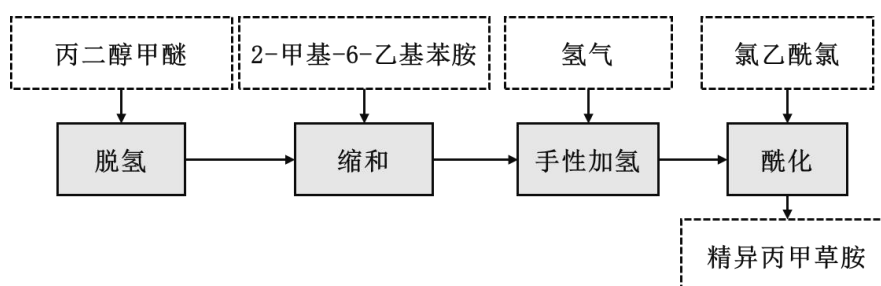 丙二醇甲醚
2-甲基-6-乙基苯胺
氢气
氯乙酰氯
脱氢
缩和
手性加氢
酰化
精异丙甲草胺